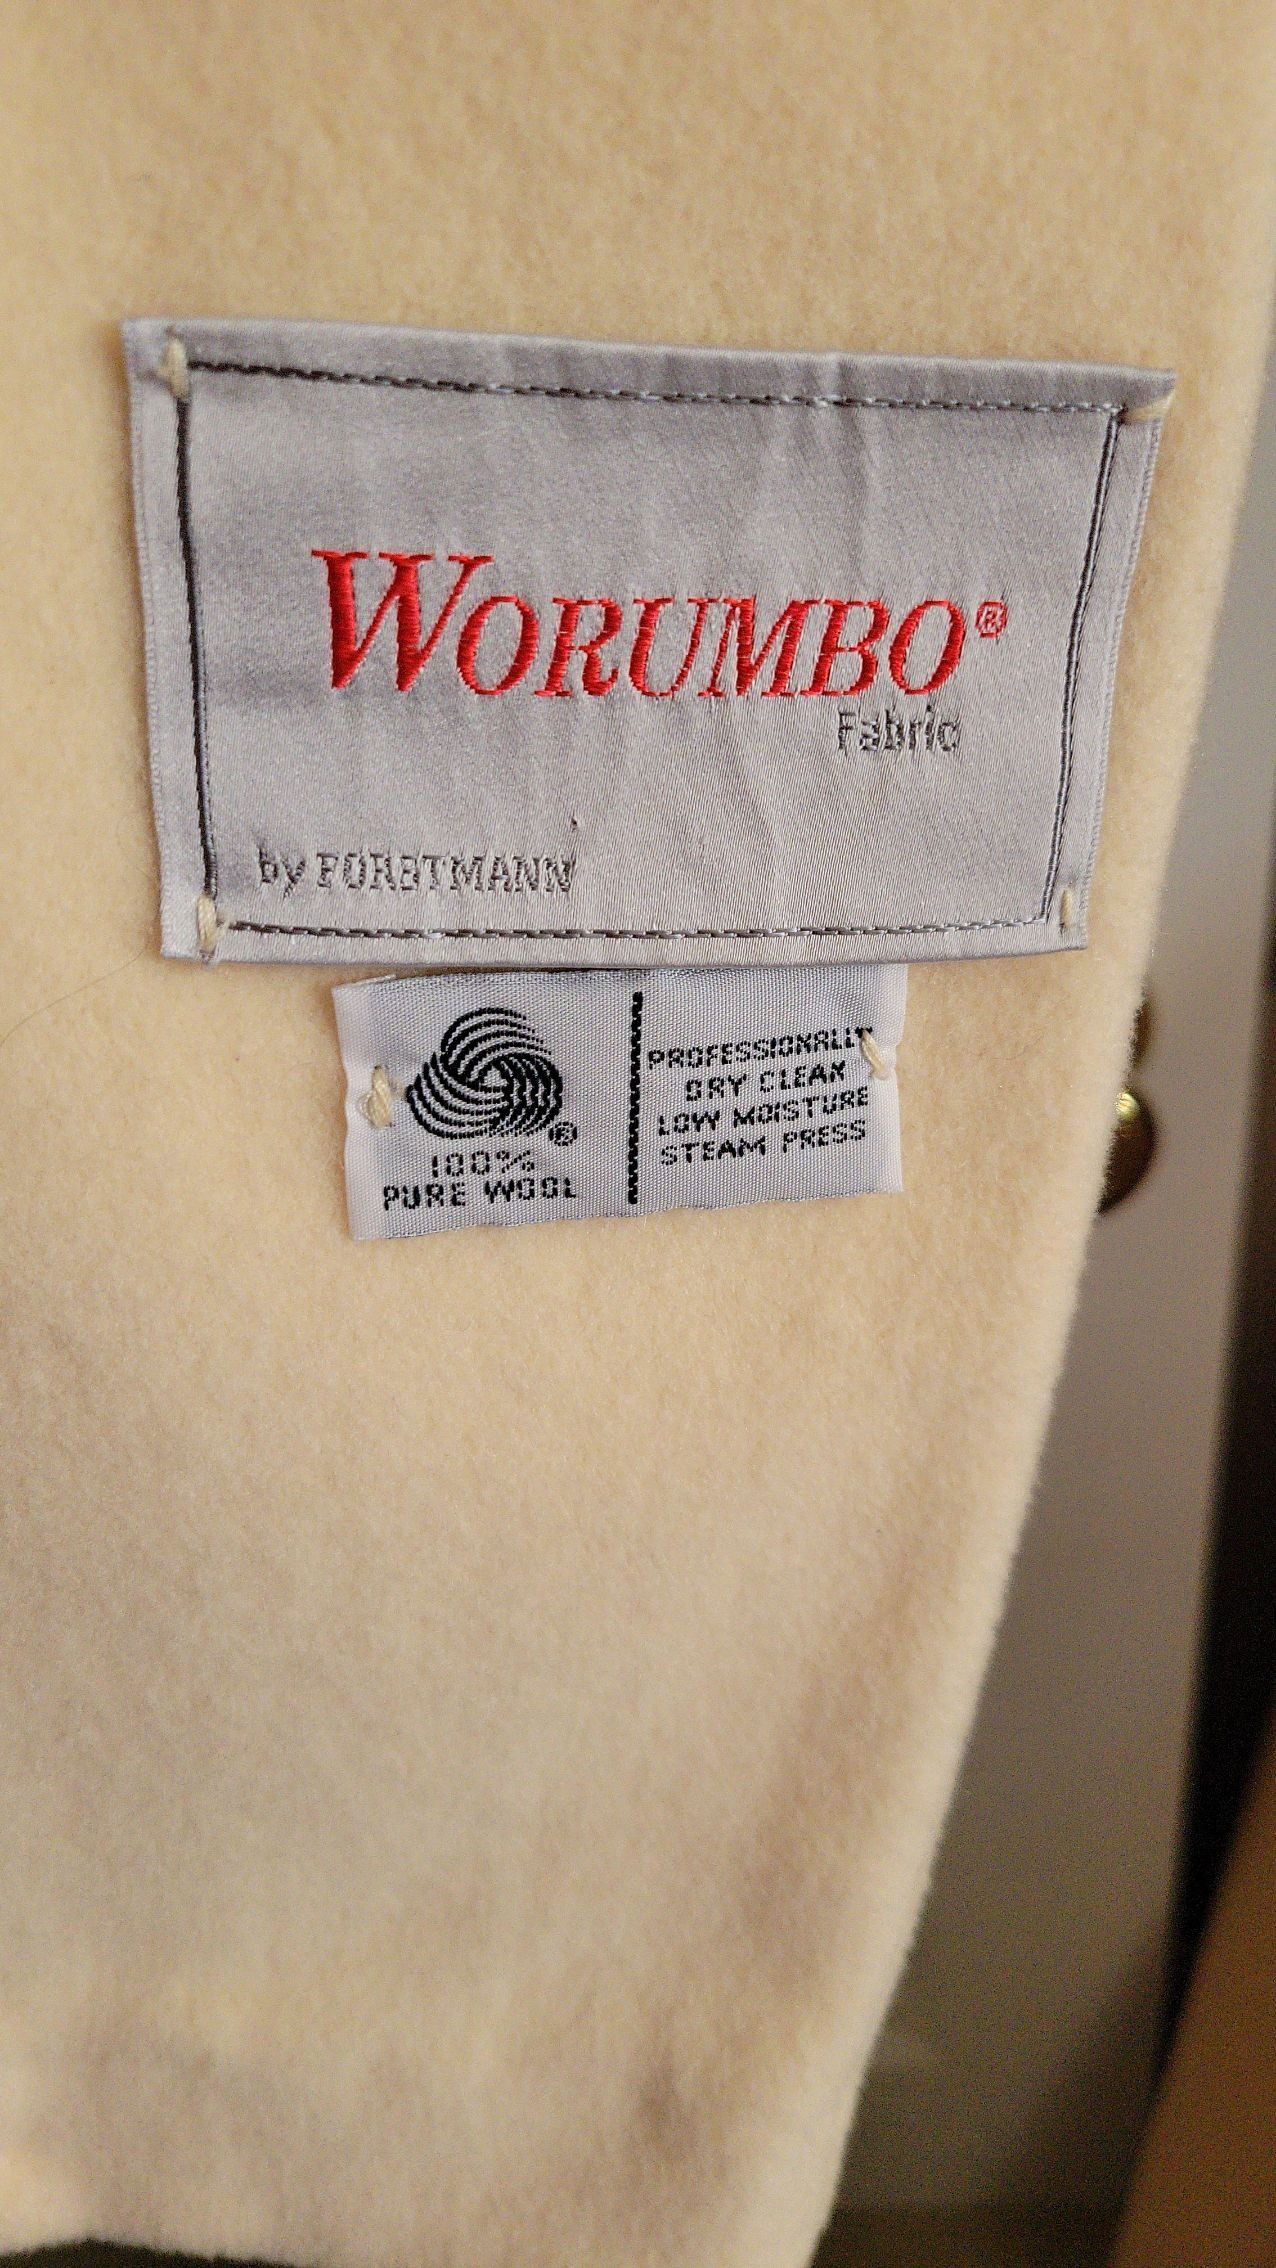 WORUMBO®
Fabric
by FORSTMANN
®
100%
PURE WOOL
PROFESSIONALLY
DRY CLEAN
LOW MOISTURE
STEAM PRESS